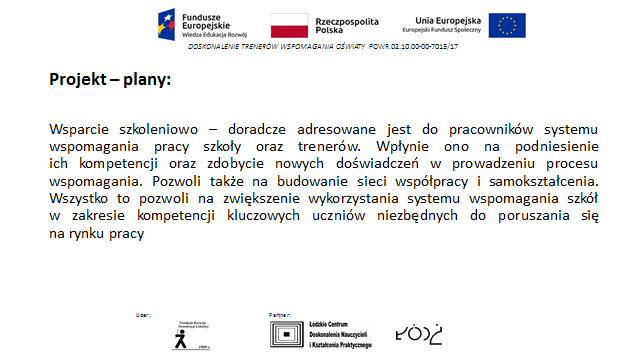 Fundusze
Europejskie
Wiedza Edukacja Rozwój
Rzeczpospolita
Polska
Unia Europejska
Europejski Fundusz Społeczny
DOSKONALENIE TRENERÓW WSPOMAGANIA OŚWIATY POWR.02.10.00-00-7015/17
Projekt – plany:
Wsparcie szkoleniowo – doradcze adresowane jest do pracowników systemu
wspomagania pracy szkoły oraz trenerów. Wpłynie ono na podniesienie
ich kompetencji oraz zdobycie nowych doświadczeń w prowadzeniu procesu
wspomagania. Pozwoli także na budowanie sieci współpracy i samokształcenia.
Wszystko to pozwoli na zwiększenie wykorzystania systemu wspomagania szkół
w zakresie kompetencji kluczowych uczniów niezbędnych do poruszania się
na rynku pracy
Lider:
Partner:
Fundacja Rozwoju
Demokracji Lokalnej
Łódzkie Centrum
Doskonalenia Nauczycieli
i Kształcenia Praktycznego
ŁÓDŹ